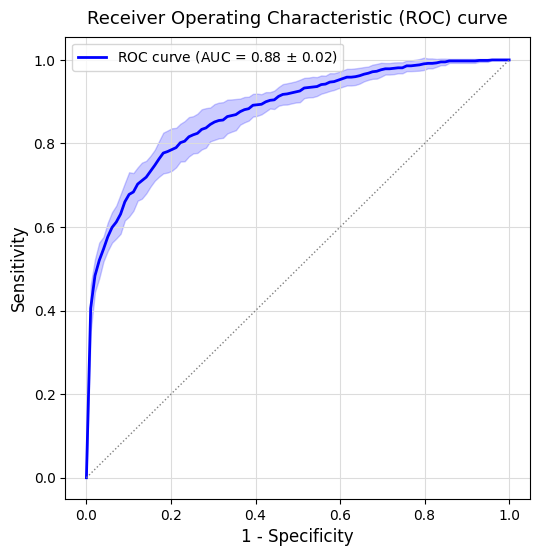 Receiver Operating Characteristic (ROC) curve
ROC curve (AUC = 0.88 ± 0.02)
Sensitivity
1.0
0.8
0.6
0.4
0.2
0.0
0.0 0.2 0.4 0.6 0.8 1.0
1 - Specificity